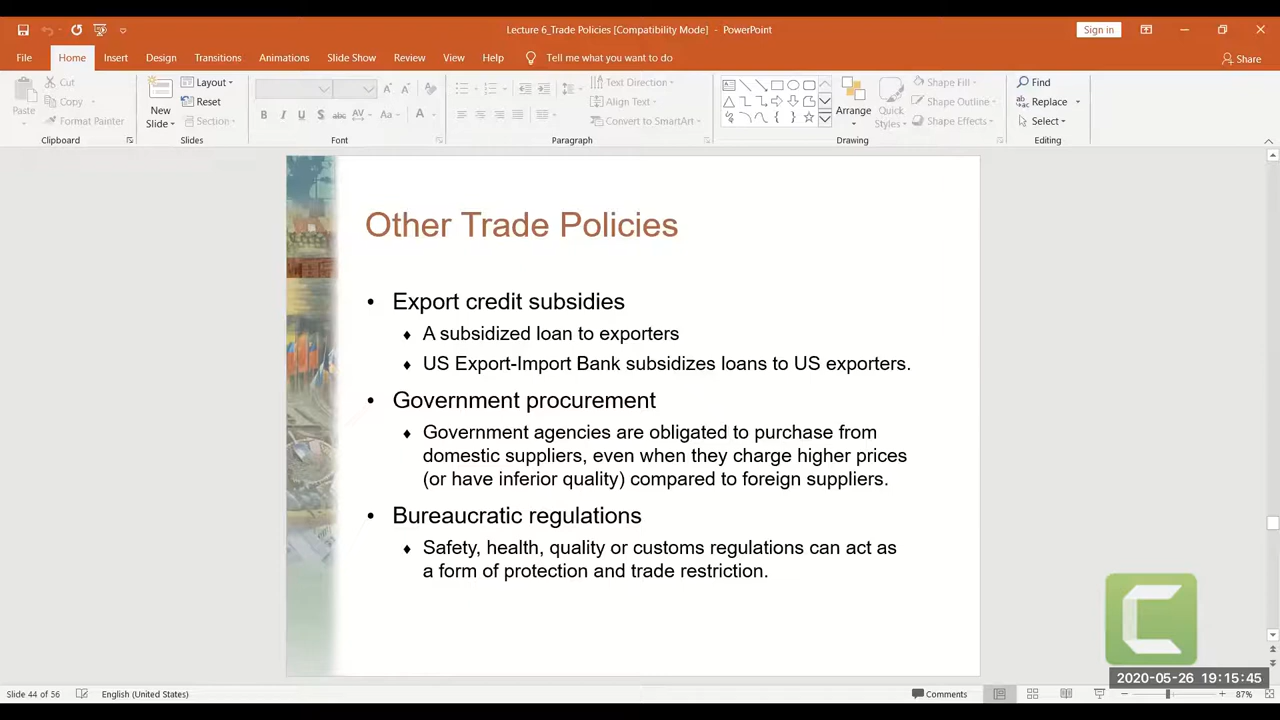 Lecture 6_Trade Policies [Compatibility Mode] - PowerPoint
Sign in
File Home Insert Design Transitions Animations Slide Show Review View Help Tell me what you want to do
Share
Paste
Cut
Copy
Format Painter
Clipboard
New
Slide
Layout
Reset
Section
Slides
B I U S abc AV Aa A
Font
Text Direction
Align Text
Convert to SmartArt
Paragraph
Arrange
Quick
Styles
Shape Fill
Shape Outline
Shape Effects
Drawing
Find
Replace
Select
Editing
Other Trade Policies
• Export credit subsidies
♦ A subsidized loan to exporters
♦ US Export-Import Bank subsidizes loans to US exporters.
• Government procurement
♦ Government agencies are obligated to purchase from
domestic suppliers, even when they charge higher prices
(or have inferior quality) compared to foreign suppliers.
• Bureaucratic regulations
♦ Safety, health, quality or customs regulations can act as
a form of protection and trade restriction.
C
2020-05-26 19:15:45
Slide 44 of 56
English (United States)
Comments
87%